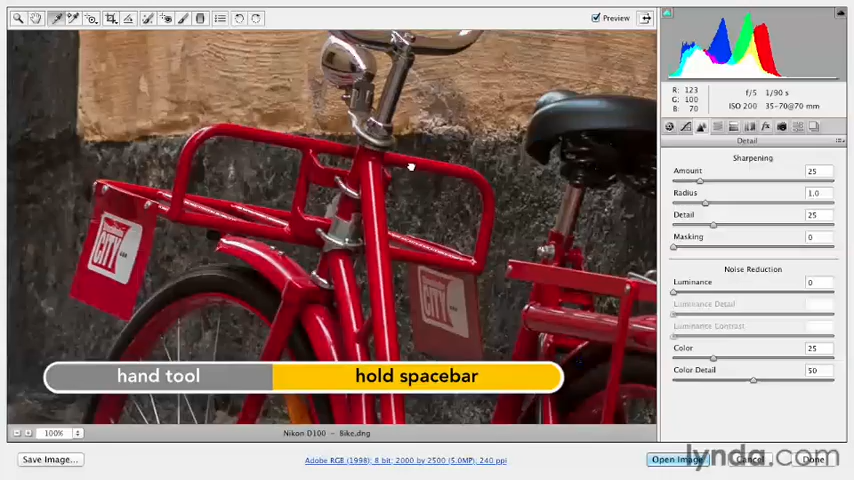 Preview
R: 123
G: 100
B: 70
f/5 1/90 s
ISO 200 35-70@70 mm
Detail
Sharpening
Amount 25
Radius 1.0
Detail 25
Masking 0
Noise Reduction
Luminance 0
Luminance Detail
Luminance Contrast
Color 25
Color Detail 50
CITY
CITY
hand tool hold spacebar
100%
Nikon D100 - Bike.dng
Save Image...
Adobe RGB (1998); 8 bit; 2000 by 2500 (5.0MP); 240 ppi
Open Image
Cancel
Done
lynda.com